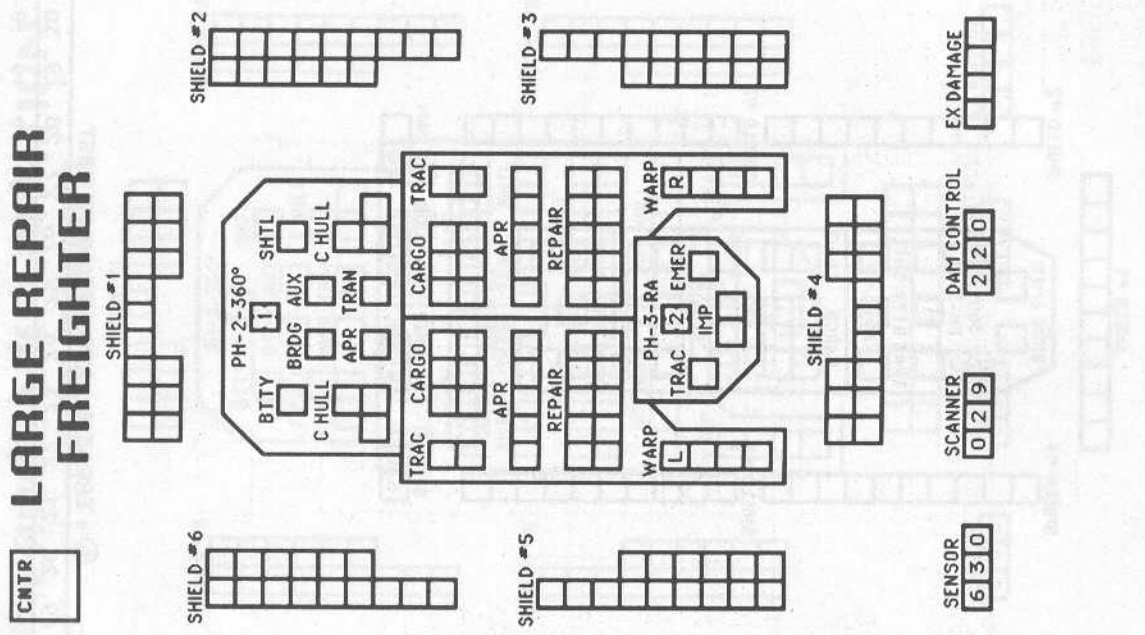 CNTR
LARGE REPAIR
FREIGHTER
SHIELD #1
SHIELD #6
SHIELD #2
PH-2-360°
1
BTTY BRDG AUX SHTL
C HULL APR TRAN C HULL
TRAC CARGO CARGO TRAC
APR APR
REPAIR REPAIR
SHIELD #5
SHIELD #3
WARP PH-3-RA WARP
L 2 R
TRAC IMP EMER
SHIELD #4
SENSOR SCANNER DAM CONTROL EX DAMAGE
6 3 0 0 2 9 2 2 0